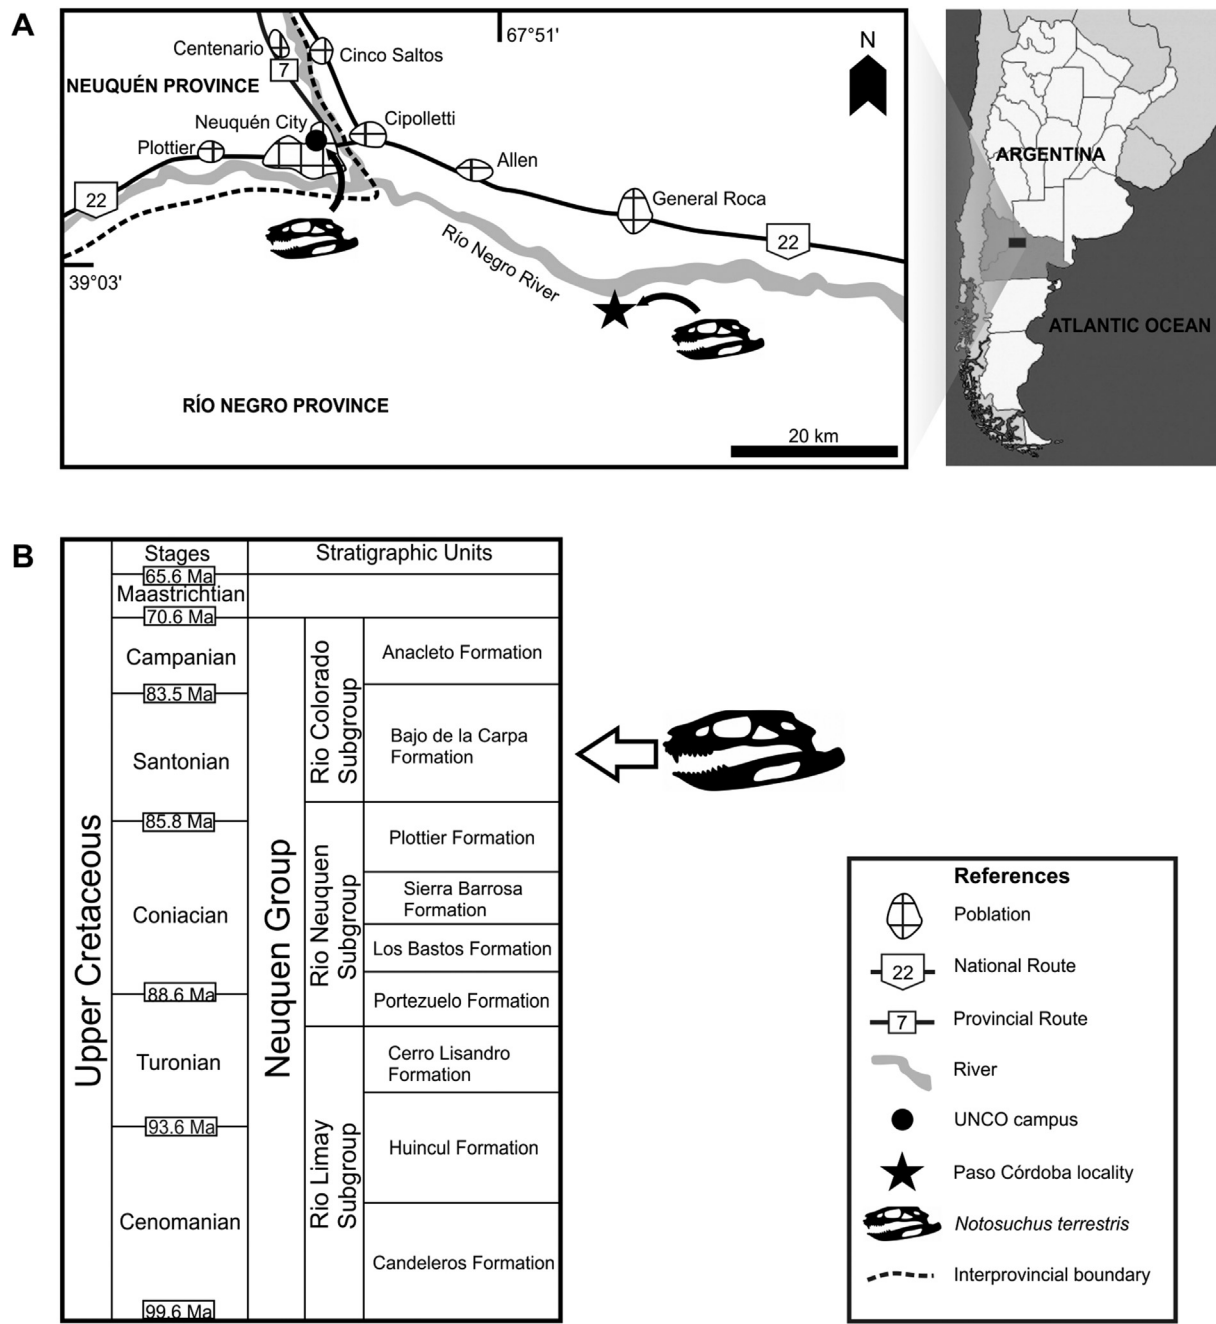 A
67°51'
N
Centenario
Cinco Saltos
7
NEUQUÉN PROVINCE
Neuquén City
Cipolletti
Plottier
Allen
22
General Roca
22
Río Negro River
39°03'
RÍO NEGRO PROVINCE
20 km
ARGENTINA
ATLANTIC OCEAN
B
Stages
Stratigraphic Units
65.6 Ma
Maastrichtian
70.6 Ma
Campanian
83.5 Ma
Santonian
85.8 Ma
Coniacian
88.6 Ma
Turonian
93.6 Ma
Cenomanian
99.6 Ma
Upper Cretaceous
Neuquen Group
Rio Colorado
Subgroup
Rio Neuquen
Subgroup
Rio Limay
Subgroup
Anacleto Formation
Bajo de la Carpa
Formation
Plottier Formation
Sierra Barrosa
Formation
Los Bastos Formation
Portezuelo Formation
Cerro Lisandro
Formation
Huincul Formation
Candeleros Formation
References
Poblation
22
National Route
7
Provincial Route
River
UNCO campus
Paso Córdoba locality
Notosuchus terrestris
Interprovincial boundary